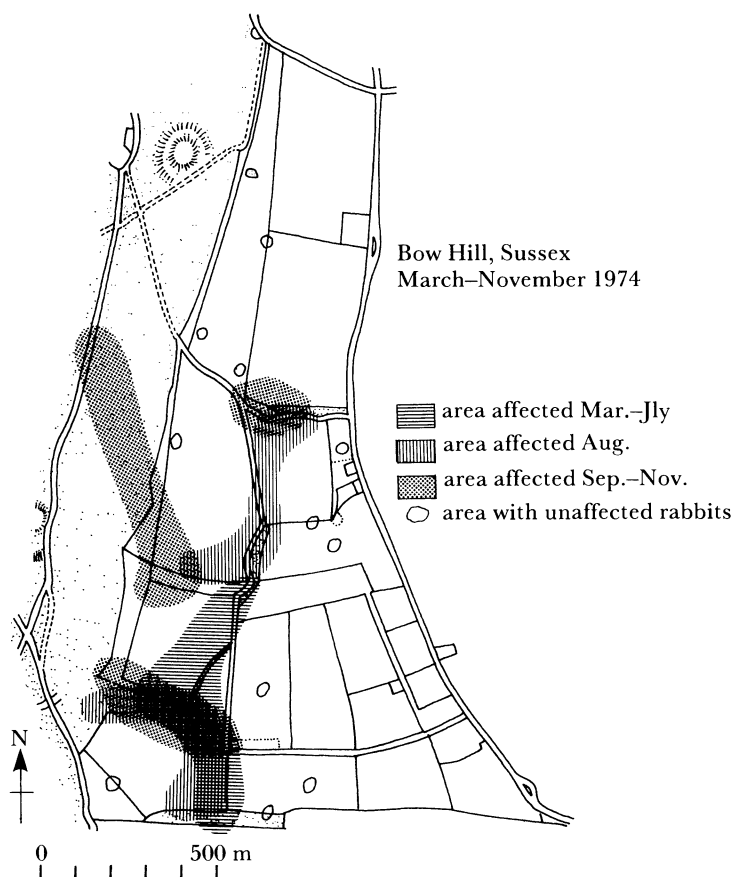 Bow Hill, Sussex
March–November 1974
area affected Mar.–Jly
area affected Aug.
area affected Sep.–Nov.
area with unaffected rabbits
N
0 500 m